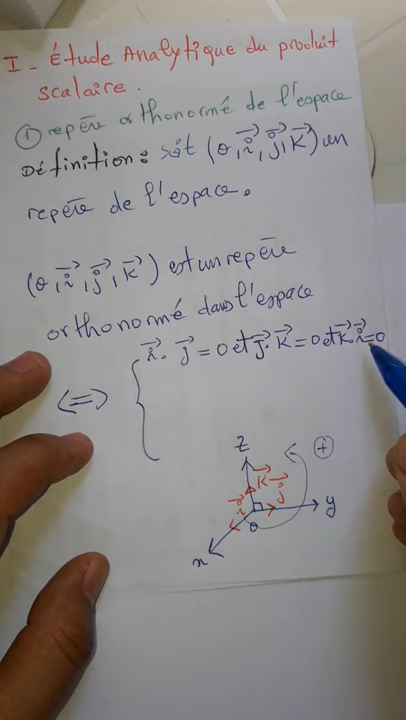 I - Étude Analytique du produit
scalaire.
① repère orthonormé de l'espace
Définition: soit (o, i⃗, j⃗, k⃗) un
repère de l'espace.
(o, i⃗, j⃗, k⃗) est un repère
orthonormé dans l'espace
⟺ { i⃗. j⃗ = 0 et j⃗. k⃗ = 0 et k⃗. i⃗ = 0
z
+
k⃗
i⃗ j⃗
o y
x